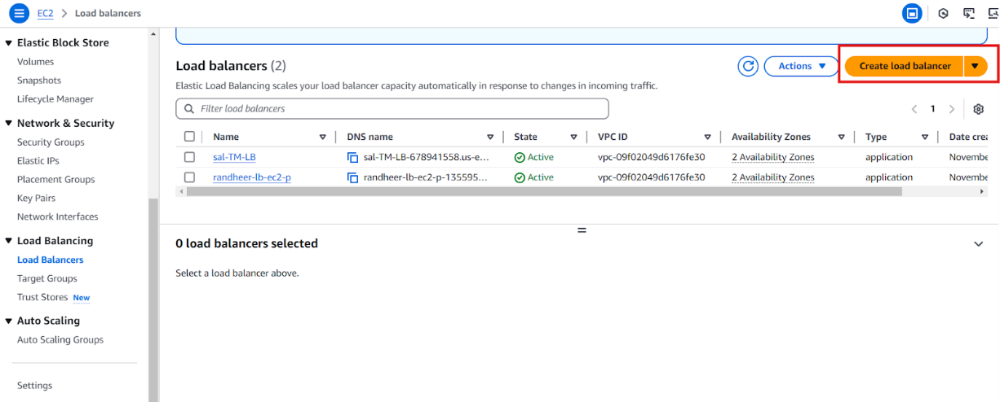 EC2 > Load balancers
Elastic Block Store
Volumes
Snapshots
Lifecycle Manager
Network & Security
Security Groups
Elastic IPs
Placement Groups
Key Pairs
Network Interfaces
Load Balancing
Load Balancers
Target Groups
Trust Stores New
Auto Scaling
Auto Scaling Groups
Settings
Load balancers (2)
Actions
Create load balancer
Elastic Load Balancing scales your load balancer capacity automatically in response to changes in incoming traffic.
Filter load balancers
1
Name DNS name State VPC ID Availability Zones Type Date crea
sal-TM-LB sal-TM-LB-678941558.us-e... Active vpc-09f02049d6176fe30 2 Availability Zones application Novembe
randheer-lb-ec2-p randheer-lb-ec2-p-135595... Active vpc-09f02049d6176fe30 2 Availability Zones application Novembe
0 load balancers selected
Select a load balancer above.